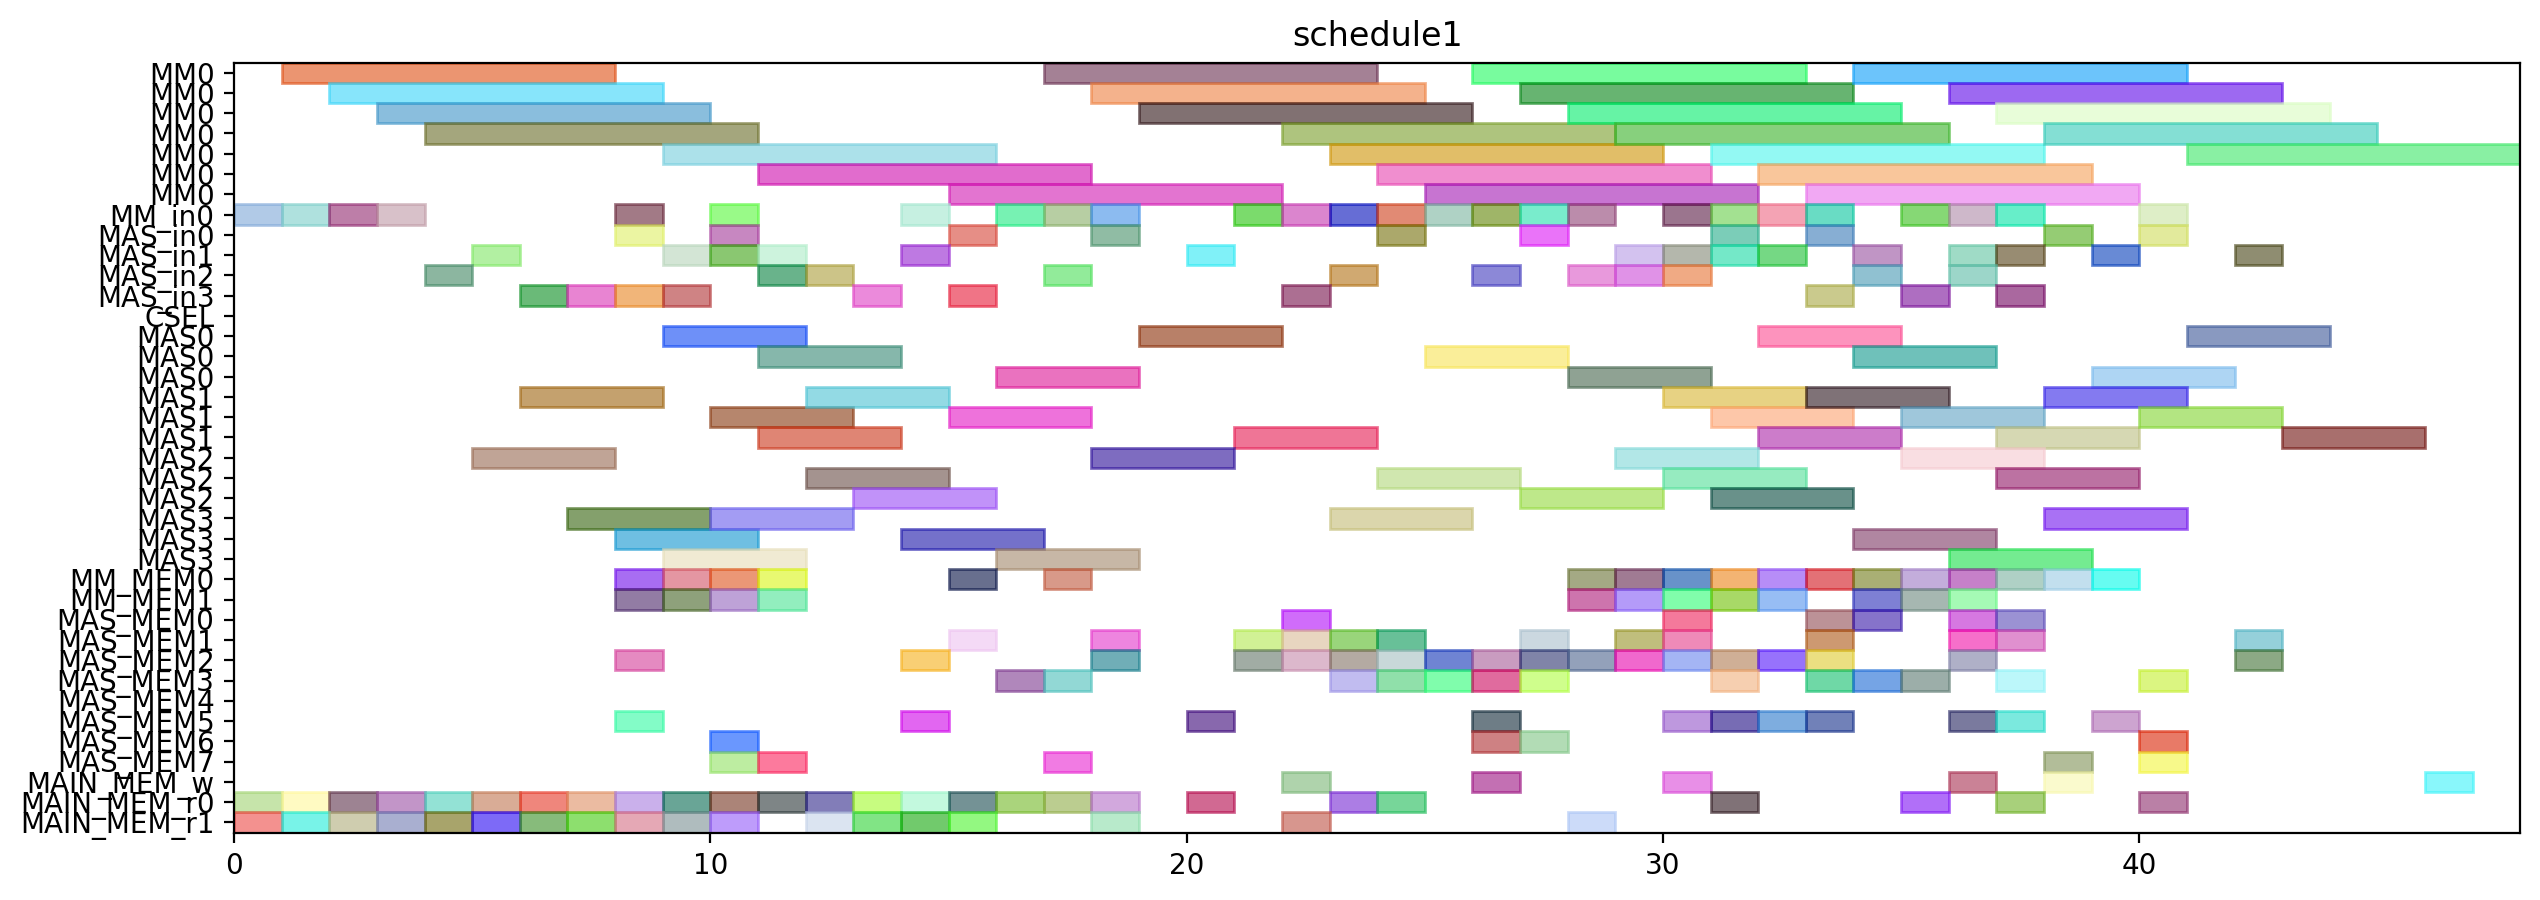 schedule1
MM0
MM0
MM0
MM0
MM0
MM0
MM0
MM_in0
MAS_in0
MAS_in1
MAS_in2
MAS_in3
CSEL
MAS0
MAS0
MAS0
MAS1
MAS1
MAS1
MAS2
MAS2
MAS2
MAS3
MAS3
MAS3
MM_MEM0
MM_MEM1
MAS_MEM0
MAS_MEM1
MAS_MEM2
MAS_MEM3
MAS_MEM4
MAS_MEM5
MAS_MEM6
MAS_MEM7
MAIN_MEM_w
MAIN_MEM_r0
MAIN_MEM_r1
0 10 20 30 40